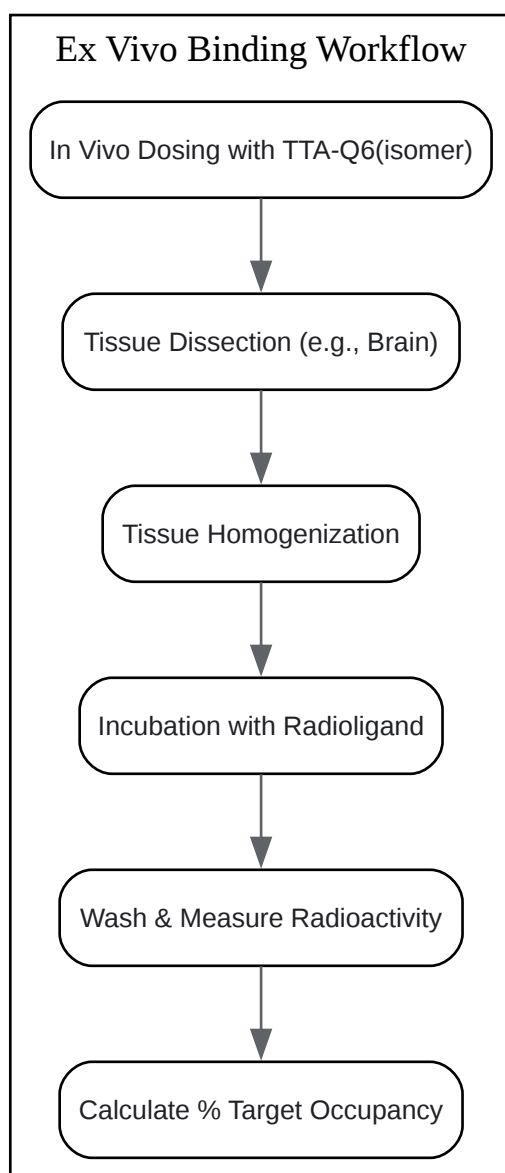 Ex Vivo Binding Workflow
In Vivo Dosing with TTA-Q6(isomer)
Tissue Dissection (e.g., Brain)
Tissue Homogenization
Incubation with Radioligand
Wash & Measure Radioactivity
Calculate % Target Occupancy